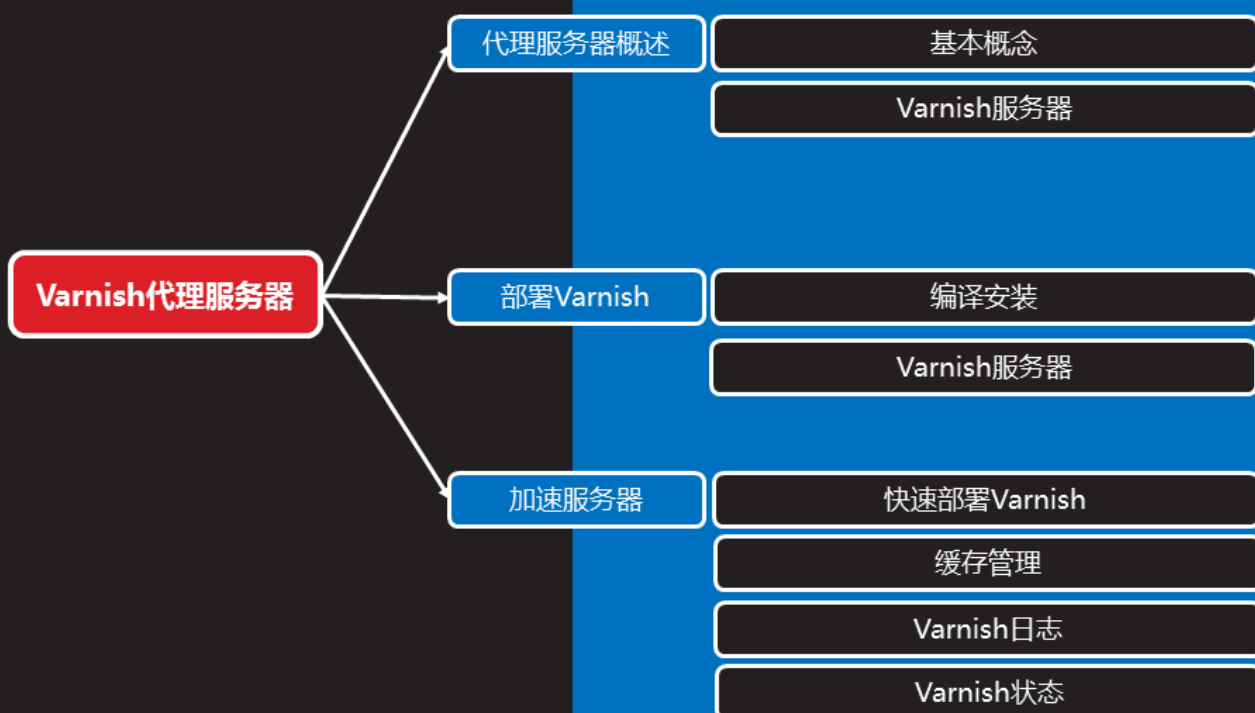 代理服务器概述
基本概念
Varnish服务器
Varnish代理服务器
部署Varnish
编译安装
Varnish服务器
加速服务器
快速部署Varnish
缓存管理
Varnish日志
Varnish状态